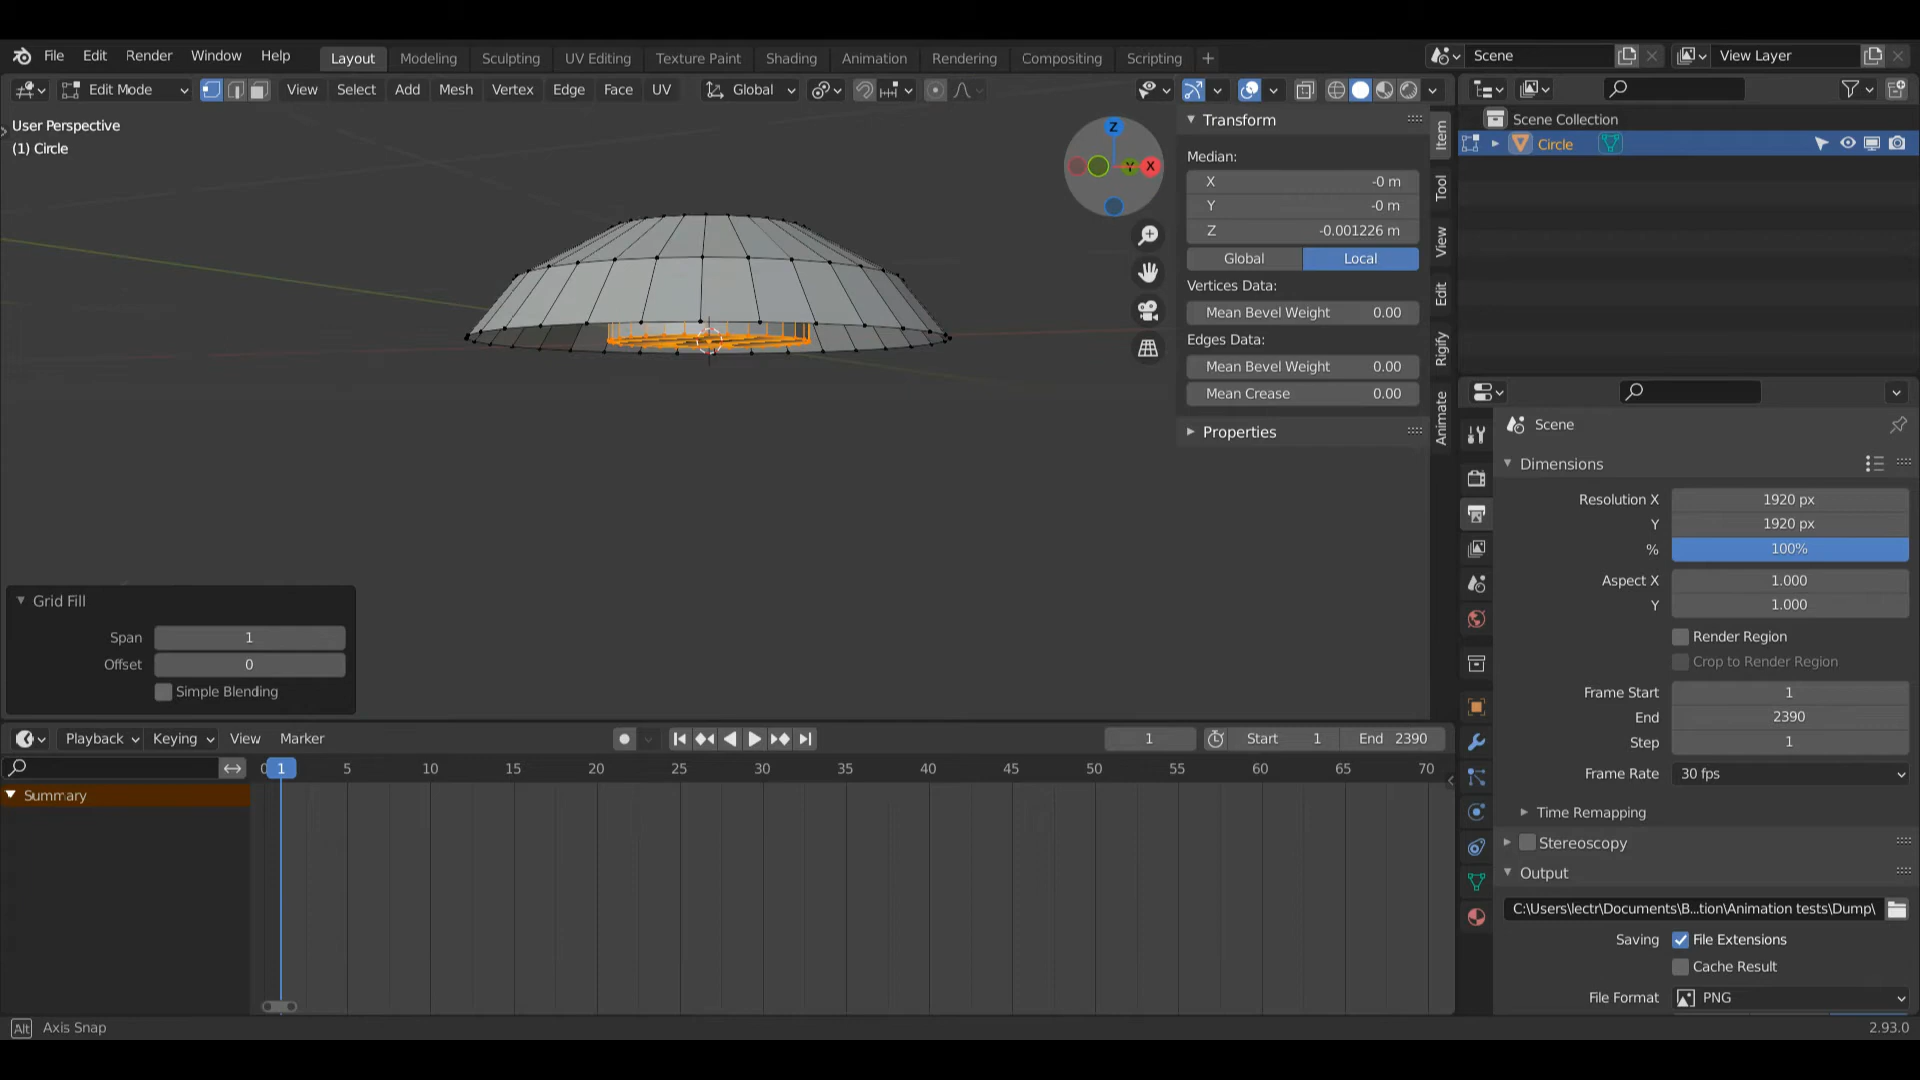 File Edit Render Window Help Layout Modeling Sculpting UV Editing Texture Paint Shading Animation Rendering Compositing Scripting + Scene View Layer
Edit Mode View Select Add Mesh Vertex Edge Face UV Global
User Perspective
(1) Circle
Z
Y
X
Transform
Median:
X -0 m
Y -0 m
Z -0.001226 m
Global Local
Vertices Data:
Mean Bevel Weight 0.00
Edges Data:
Mean Bevel Weight 0.00
Mean Crease 0.00
Properties
Item
Tool
View
Edit
Rigify
Animate
Scene Collection
Circle
Scene
Dimensions
Resolution X 1920 px
Y 1920 px
% 100%
Aspect X 1.000
Y 1.000
Render Region
Crop to Render Region
Frame Start 1
End 2390
Step 1
Frame Rate 30 fps
Time Remapping
Stereoscopy
Output
C:\Users\lectr\Documents\B...tion\Animation tests\Dump\
Saving File Extensions
Cache Result
File Format PNG
Grid Fill
Span 1
Offset 0
Simple Blending
Playback Keying View Marker 1 Start 1 End 2390
0 1 5 10 15 20 25 30 35 40 45 50 55 60 65 70
Summary
Alt Axis Snap 2.93.0